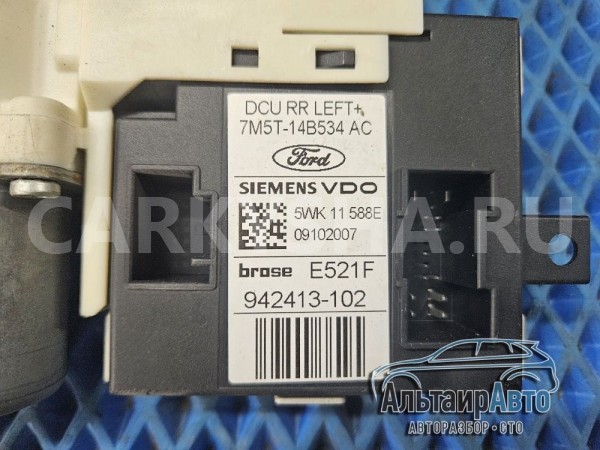 DCU RR LEFT+
7M5T-14B534 AC
Ford
SIEMENS VDO
5WK 11 588E
09102007
brose E521F
942413-102
CARK   A.RU
АльтаирАвто
АВТОРАЗБОР-СТО